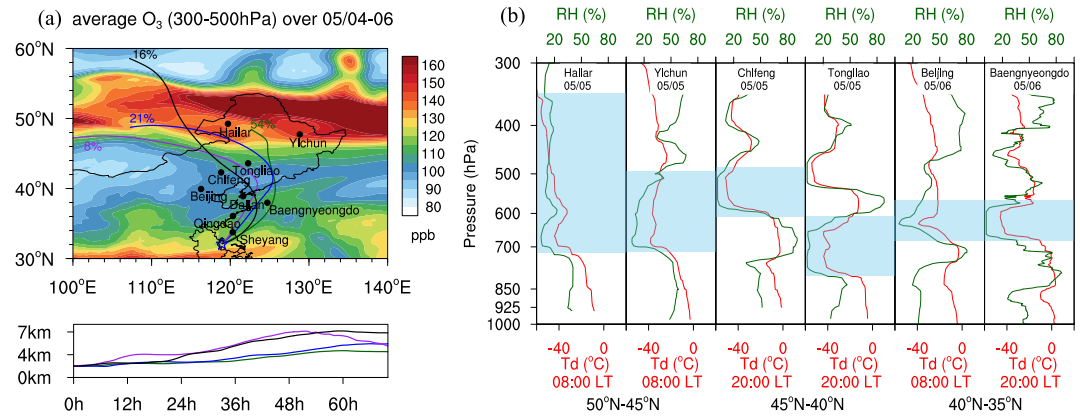 (a) average O3 (300-500hPa) over 05/04-06
60°N
50°N
40°N
30°N
16%
21%
8%
54%
Hailar
Yichun
Tongliao
Chifeng
Beijing
Baengnyeongdo
Qingdao
Sheyang
100°E 110°E 120°E 130°E 140°E
160
150
140
130
120
110
100
90
80
ppb
7km
4km
0km
0h 12h 24h 36h 48h 60h
(b)
RH (%) RH (%) RH (%) RH (%) RH (%) RH (%)
20 50 80 20 50 80 20 50 80 20 50 80 20 50 80 20 50 80
Pressure (hPa)
300
400
500
600
700
850
925
1000
Hailar
05/05
Yichun
05/05
Chifeng
05/05
Tongliao
05/05
Beijing
05/06
Baengnyeongdo
05/06
-40 0 -40 0 -40 0 -40 0 -40 0 -40 0
Td (°C) Td (°C) Td (°C) Td (°C) Td (°C) Td (°C)
08:00 LT 08:00 LT 20:00 LT 20:00 LT 08:00 LT 20:00 LT
50°N-45°N 45°N-40°N 40°N-35°N